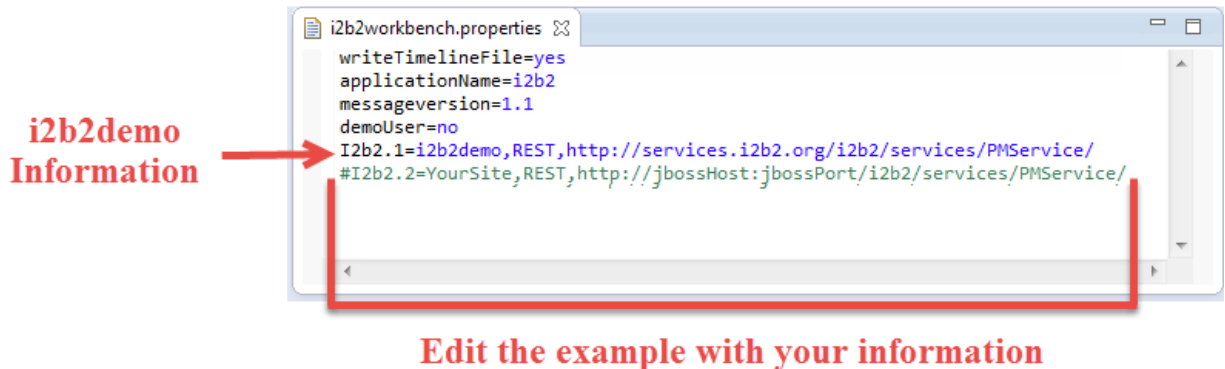 i2b2workbench.properties
writeTimelineFile=yes
applicationName=i2b2
messageversion=1.1
demoUser=no
i2b2demo
Information
I2b2.1=i2b2demo,REST,http://services.i2b2.org/i2b2/services/PMService/
#I2b2.2=YourSite,REST,http://jbossHost:jbossPort/i2b2/services/PMService/
Edit the example with your information